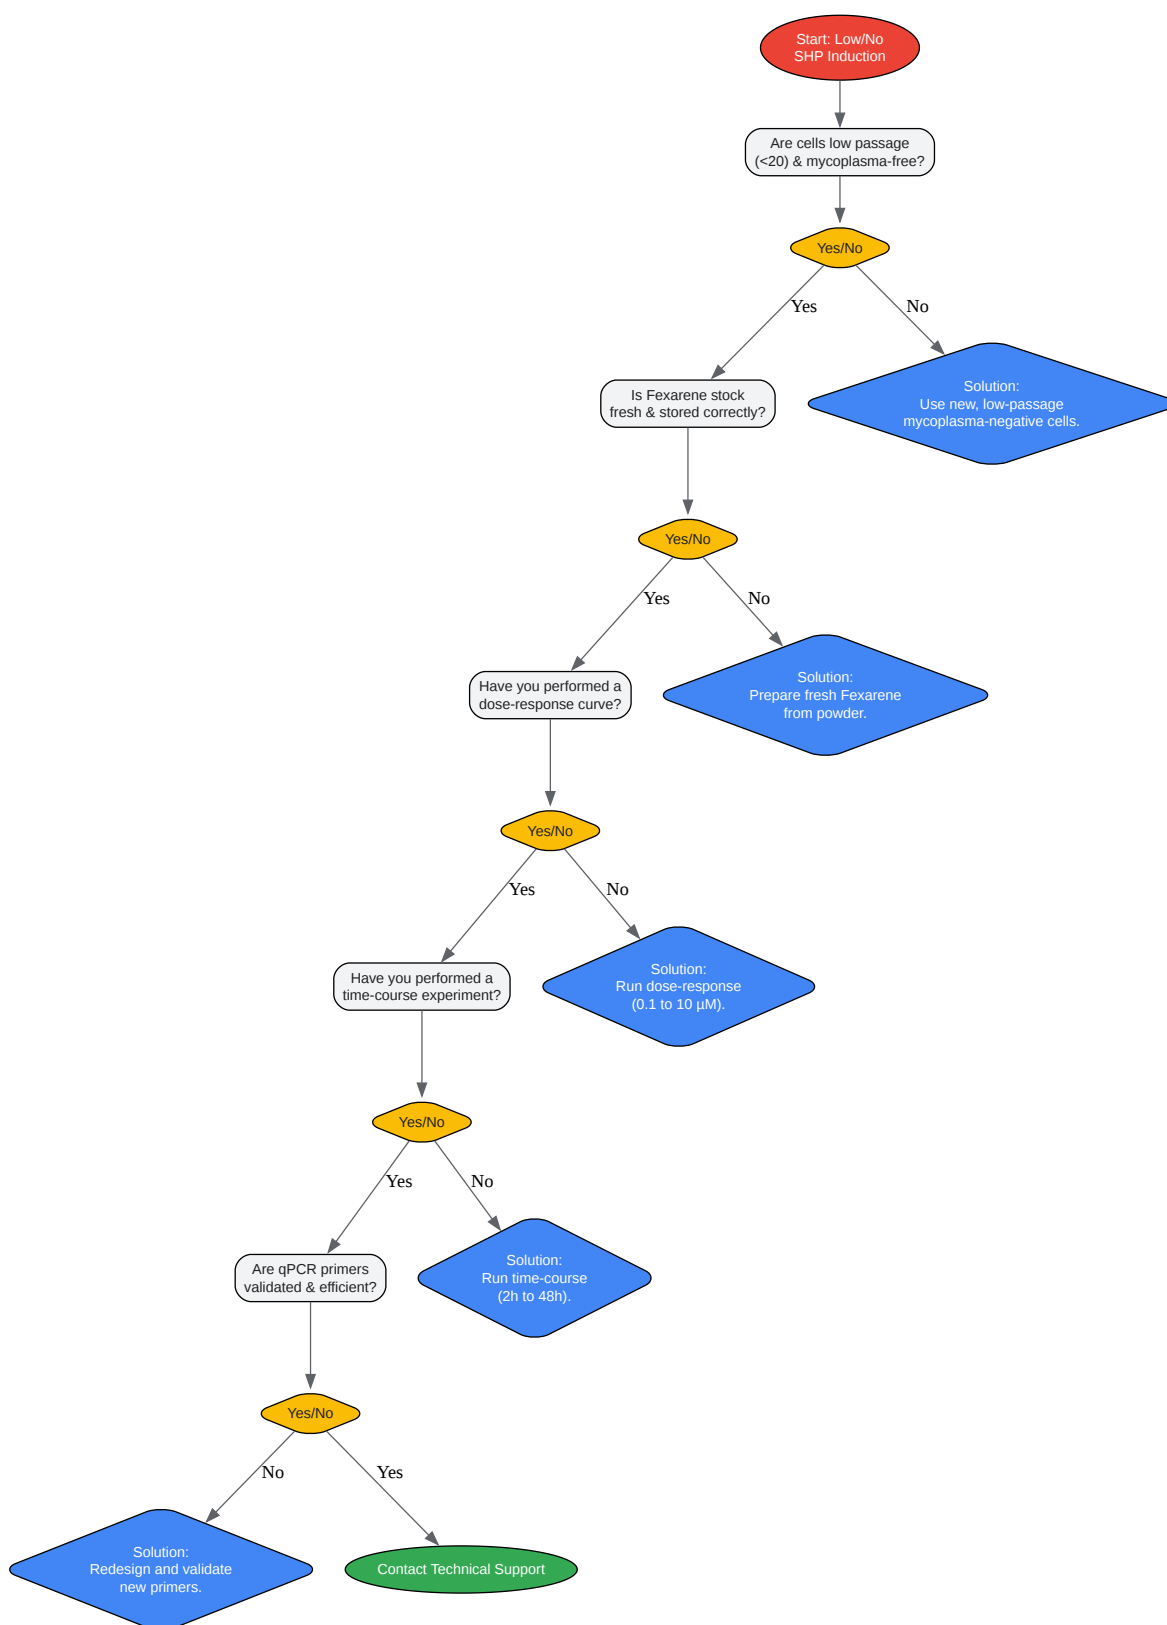 Start: Low/No
SHP Induction
Are cells low passage
(<20) & mycoplasma-free?
Yes/No
Yes
No
Is Fexarene stock
fresh & stored correctly?
Solution:
Use new, low-passage
mycoplasma-negative cells.
Yes/No
Yes
No
Have you performed a
dose-response curve?
Solution:
Prepare fresh Fexarene
from powder.
Yes/No
Yes
No
Have you performed a
time-course experiment?
Solution:
Run dose-response
(0.1 to 10 µM).
Yes/No
Yes
No
Are qPCR primers
validated & efficient?
Solution:
Run time-course
(2h to 48h).
Yes/No
No
Yes
Solution:
Redesign and validate
new primers.
Contact Technical Support